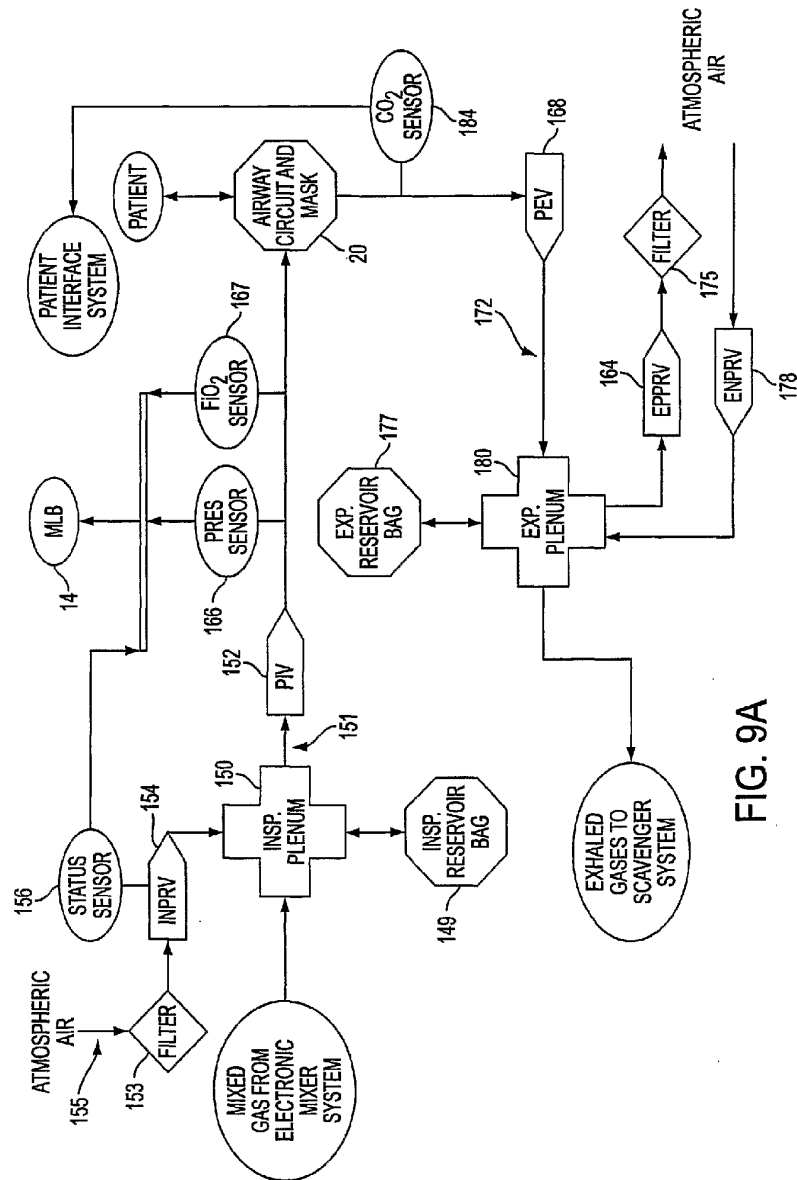 ATMOSPHERIC
AIR
155
153
FILTER
156
STATUS
SENSOR
INPRV
154
MIXED
GAS FROM
ELECTRONIC
MIXER
SYSTEM
INSP.
PLENUM
150
151
INSP.
RESERVOIR
BAG
149
PIV
152
MLB
14
PRES
SENSOR
166
FiO2
SENSOR
167
PATIENT
INTERFACE
SYSTEM
PATIENT
AIRWAY
CIRCUIT AND
MASK
20
CO2
SENSOR
184
PEV
168
172
EXP.
RESERVOIR
BAG
177
EXP.
PLENUM
180
EPPRV
164
FILTER
175
ATMOSPHERIC
AIR
ENPRV
178
EXHALED
GASES TO
SCAVENGER
SYSTEM
FIG. 9A